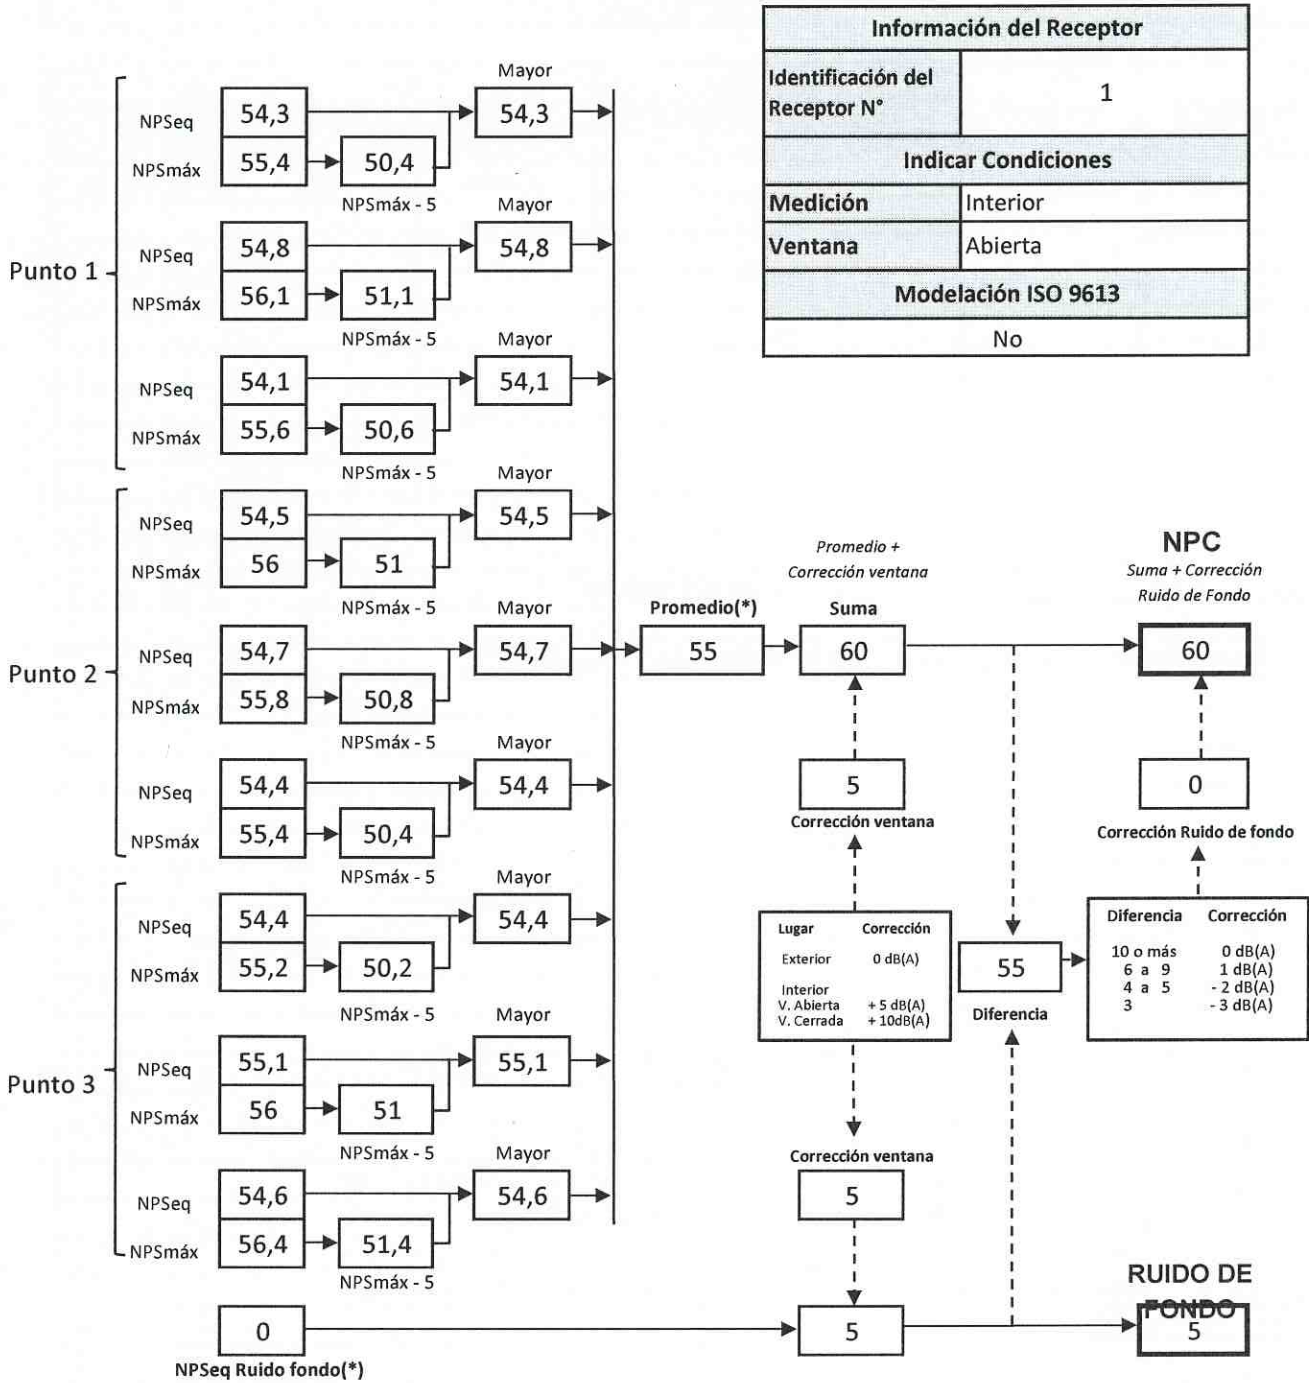 Información del Receptor
Identificación del
Receptor N°
1
Indicar Condiciones
Medición Interior
Ventana Abierta
Modelación ISO 9613
No
Punto 1
Mayor
NPSeq 54,3 54,3
NPSmáx 55,4 50,4
NPSmáx - 5
Mayor
NPSeq 54,8 54,8
NPSmáx 56,1 51,1
NPSmáx - 5
Mayor
NPSeq 54,1 54,1
NPSmáx 55,6 50,6
NPSmáx - 5
Punto 2
Mayor
NPSeq 54,5 54,5
NPSmáx 56 51
NPSmáx - 5
Mayor
NPSeq 54,7 54,7
NPSmáx 55,8 50,8
NPSmáx - 5
Mayor
NPSeq 54,4 54,4
NPSmáx 55,4 50,4
NPSmáx - 5
Punto 3
Mayor
NPSeq 54,4 54,4
NPSmáx 55,2 50,2
NPSmáx - 5
Mayor
NPSeq 55,1 55,1
NPSmáx 56 51
NPSmáx - 5
Mayor
NPSeq 54,6 54,6
NPSmáx 56,4 51,4
NPSmáx - 5
0
NPSeq Ruido fondo(*)
Promedio(*)
55
Promedio +
Corrección ventana
Suma
60
5
Corrección ventana
Lugar Corrección
Exterior 0 dB(A)
Interior
V. Abierta + 5 dB(A)
V. Cerrada + 10dB(A)
Corrección ventana
5
5
55
Diferencia
NPC
Suma + Corrección
Ruido de Fondo
60
0
Corrección Ruido de fondo
Diferencia Corrección
10 o más 0 dB(A)
6 a 9 1 dB(A)
4 a 5 - 2 dB(A)
3 - 3 dB(A)
RUIDO DE
FONDO
5